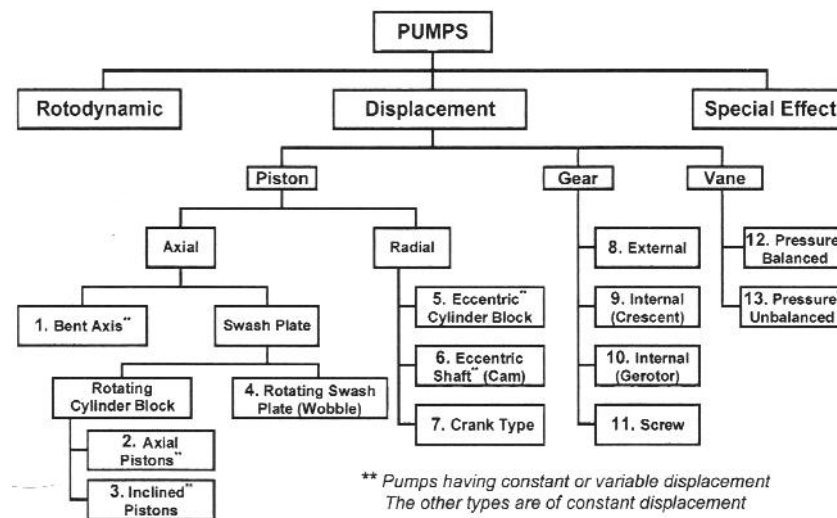 PUMPS
Rotodynamic
Displacement
Special Effect
Piston
Gear
Vane
Axial
Radial
8. External
12. Pressure
Balanced
1. Bent Axis**
Swash Plate
5. Eccentric**
Cylinder Block
9. Internal
(Crescent)
13. Pressure
Unbalanced
Rotating
Cylinder Block
4. Rotating Swash
Plate (Wobble)
6. Eccentric
Shaft** (Cam)
10. Internal
(Gerotor)
2. Axial
Pistons**
7. Crank Type
11. Screw
3. Inclined**
Pistons
** Pumps having constant or variable displacement
The other types are of constant displacement